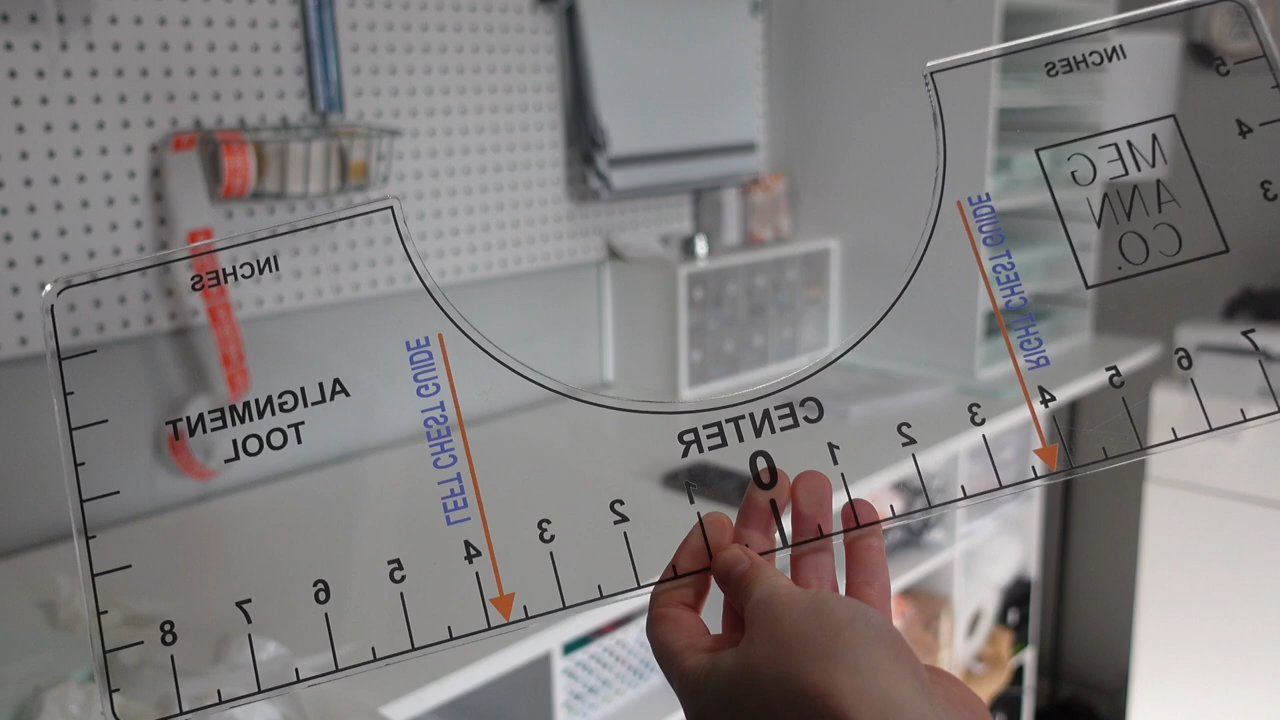 INCHES
INCHES
5
4
3
MEG
ANN
CO.
RIGHT CHEST GUIDE
LEFT CHEST GUIDE
ALIGNMENT
TOOL
CENTER
0
8 7 6 5 4 3 2 1 1 2 3 4 5 6 7